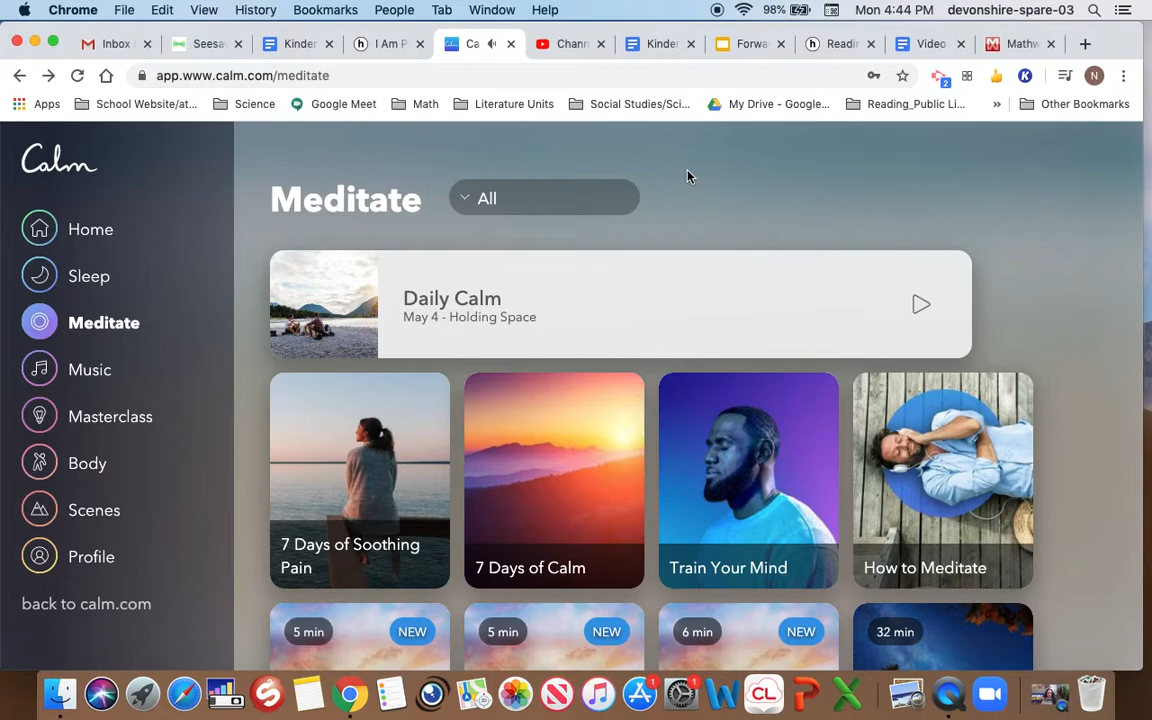 Chrome File Edit View History Bookmarks People Tab Window Help 98% Mon 4:44 PM devonshire-spare-03
Inbox Seesa Kinder I Am P Ca Chann Kinder Forwa Readi Video Mathw
app.www.calm.com/meditate 2 K N
Apps School Website/at... Science Google Meet Math Literature Units Social Studies/Sci... My Drive - Google... Reading_Public Li... » Other Bookmarks
Calm
Meditate
All
Home
Sleep
Meditate
Music
Masterclass
Body
Scenes
Profile
back to calm.com
Daily Calm
May 4 - Holding Space
7 Days of Soothing
Pain
7 Days of Calm
Train Your Mind
How to Meditate
5 min NEW
5 min NEW
6 min NEW
32 min